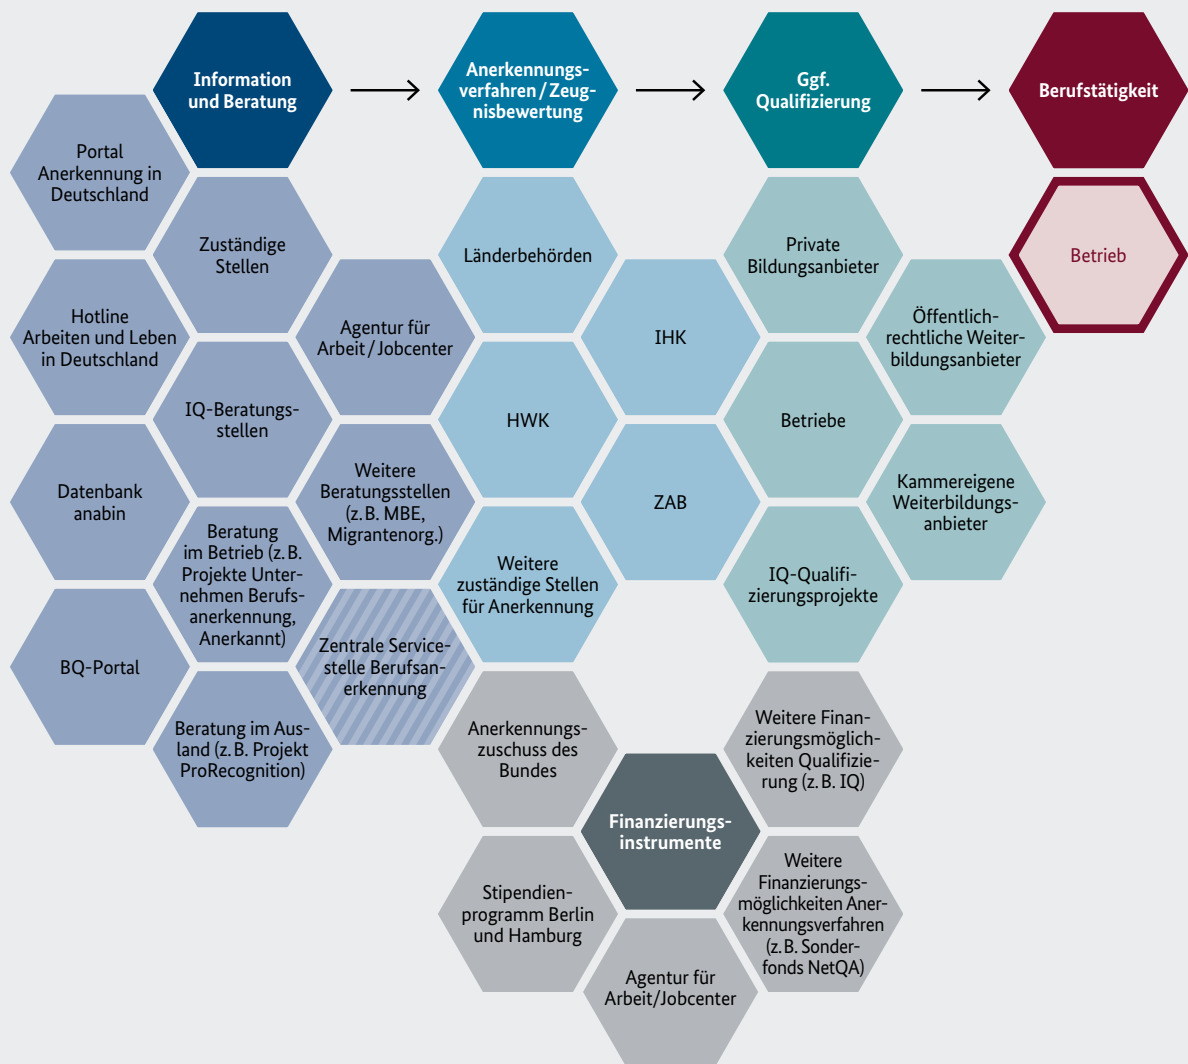 Information
und Beratung
Anerkennungs-
verfahren / Zeug-
nisbewertung
Ggf.
Qualifizierung
Berufstätigkeit
Portal
Anerkennung in
Deutschland
Zuständige
Stellen
Hotline
Arbeiten und Leben
in Deutschland
Agentur für
Arbeit / Jobcenter
IQ-Beratungs-
stellen
Datenbank
anabin
Weitere
Beratungsstellen
(z. B. MBE,
Migrantenorg.)
Beratung
im Betrieb (z. B.
Projekte Unter-
nehmen Berufs-
anerkennung,
Anerkannt)
BQ-Portal
Zentrale Service-
stelle Berufsan-
erkennung
Beratung im Aus-
land (z. B. Projekt
ProRecognition)
Länderbehörden
IHK
HWK
ZAB
Weitere
zuständige Stellen
für Anerkennung
Private
Bildungsanbieter
Öffentlich-
rechtliche Weiter-
bildungsanbieter
Betriebe
Kammereigene
Weiterbildungs-
anbieter
IQ-Qualifi-
zierungsprojekte
Betrieb
Anerkennungs-
zuschuss des
Bundes
Weitere Finan-
zierungsmöglich-
keiten Qualifizie-
rung (z. B. IQ)
Finanzierungs-
instrumente
Stipendien-
programm Berlin
und Hamburg
Weitere
Finanzierungs-
möglichkeiten Aner-
kennungsverfahren
(z. B. Sonder-
fonds NetQA)
Agentur für
Arbeit/Jobcenter